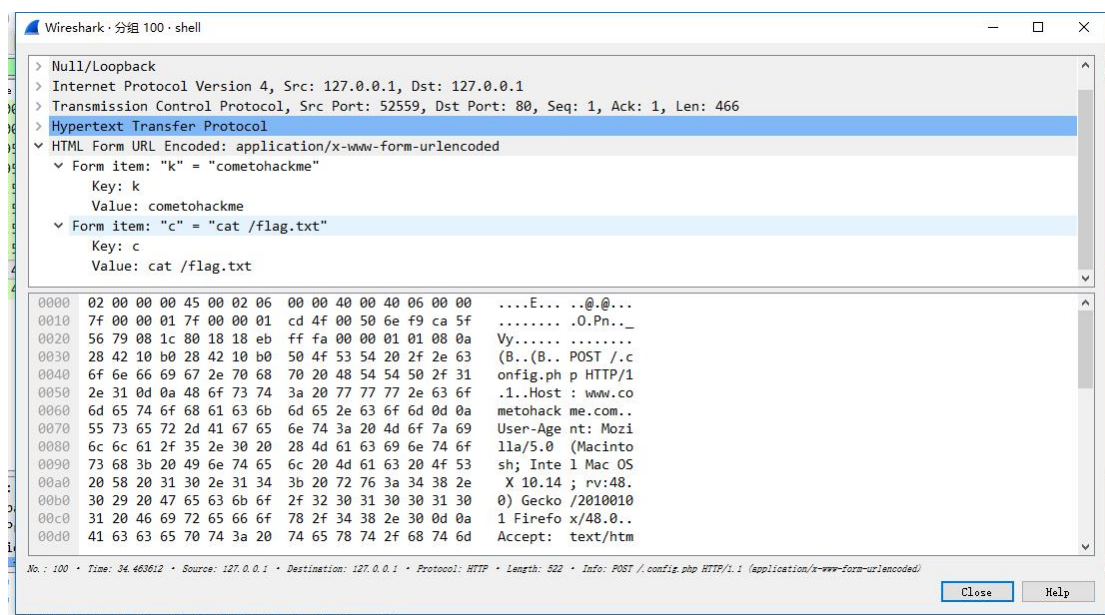 Wireshark · 分组 100 · shell
Null/Loopback
Internet Protocol Version 4, Src: 127.0.0.1, Dst: 127.0.0.1
Transmission Control Protocol, Src Port: 52559, Dst Port: 80, Seq: 1, Ack: 1, Len: 466
Hypertext Transfer Protocol
HTML Form URL Encoded: application/x-www-form-urlencoded
Form item: "k" = "cometohackme"
Key: k
Value: cometohackme
Form item: "c" = "cat /flag.txt"
Key: c
Value: cat /flag.txt
0000 02 00 00 00 45 00 02 06 00 00 40 00 40 06 00 00 ....E... ..@.@...
0010 7f 00 00 01 7f 00 00 01 cd 4f 00 50 6e f9 ca 5f ........ .O.Pn.._
0020 56 79 08 1c 80 18 18 eb ff fa 00 00 01 01 08 0a Vy...... ........
0030 28 42 10 b0 28 42 10 b0 50 4f 53 54 20 2f 2e 63 (B..(B.. POST /.c
0040 6f 6e 66 69 67 2e 70 68 70 20 48 54 54 50 2f 31 onfig.ph p HTTP/1
0050 2e 31 0d 0a 48 6f 73 74 3a 20 77 77 77 2e 63 6f .1..Host : www.co
0060 6d 65 74 6f 68 61 63 6b 6d 65 2e 63 6f 6d 0d 0a metohack me.com..
0070 55 73 65 72 2d 41 67 65 6e 74 3a 20 4d 6f 7a 69 User-Age nt: Mozi
0080 6c 6c 61 2f 35 2e 30 20 28 4d 61 63 69 6e 74 6f lla/5.0 (Macinto
0090 73 68 3b 20 49 6e 74 65 6c 20 4d 61 63 20 4f 53 sh; Inte l Mac OS
00a0 20 58 20 31 30 2e 31 34 3b 20 72 76 3a 34 38 2e X 10.14 ; rv:48.
00b0 30 29 20 47 65 63 6b 6f 2f 32 30 31 30 30 31 30 0) Gecko /2010010
00c0 31 20 46 69 72 65 66 6f 78 2f 34 38 2e 30 0d 0a 1 Firefo x/48.0..
00d0 41 63 63 65 70 74 3a 20 74 65 78 74 2f 68 74 6d Accept: text/htm
No.: 100 · Time: 34.463612 · Source: 127.0.0.1 · Destination: 127.0.0.1 · Protocol: HTTP · Length: 522 · Info: POST /.config.php HTTP/1.1 (application/x-www-form-urlencoded)
Close Help